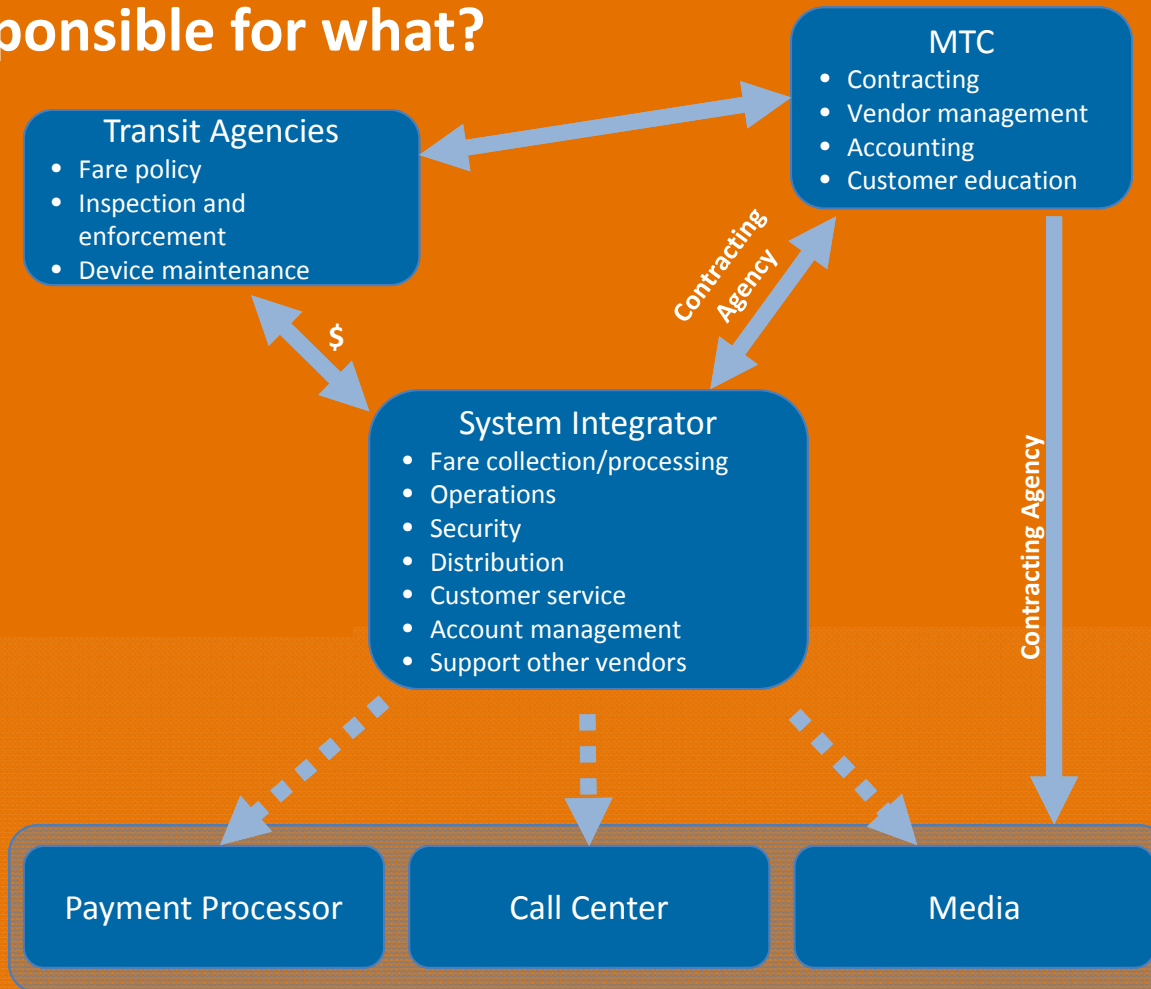 ponsible for what?
MTC
• Contracting
• Vendor management
• Accounting
• Customer education
Transit Agencies
• Fare policy
• Inspection and
enforcement
• Device maintenance
Contracting
Agency
$
System Integrator
• Fare collection/processing
• Operations
• Security
• Distribution
• Customer service
• Account management
• Support other vendors
Contracting Agency
Payment Processor
Call Center
Media